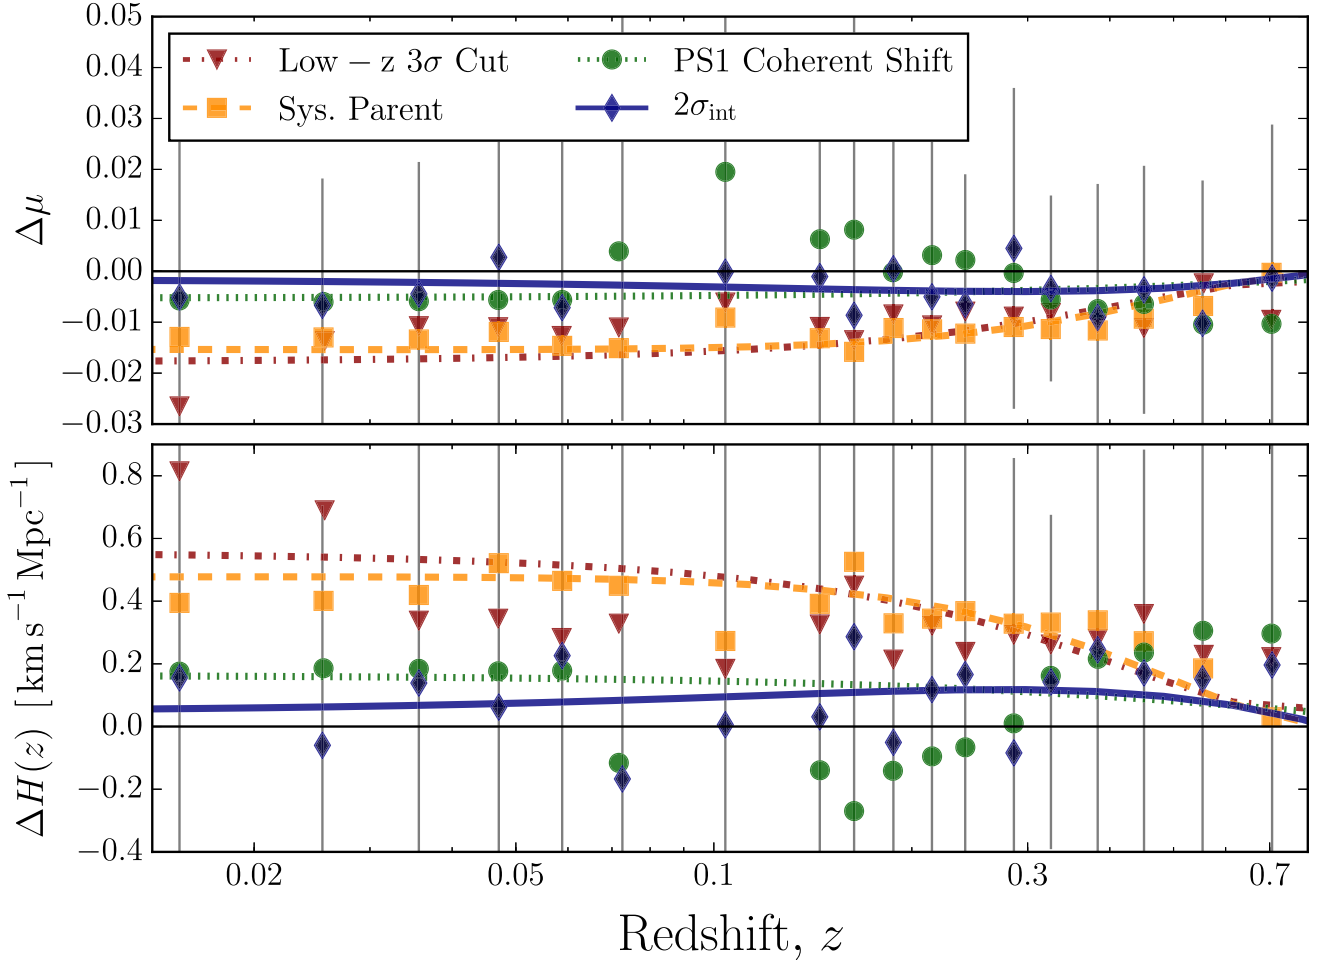 0.05
0.04
0.03
0.02
0.01
0.00
−0.01
−0.02
−0.03
Δμ
Low − z 3σ Cut
PS1 Coherent Shift
Sys. Parent
2σ_int
0.8
0.6
0.4
0.2
0.0
−0.2
−0.4
ΔH(z) [km s⁻¹ Mpc⁻¹]
0.02 0.05 0.1 0.3 0.7
Redshift, z